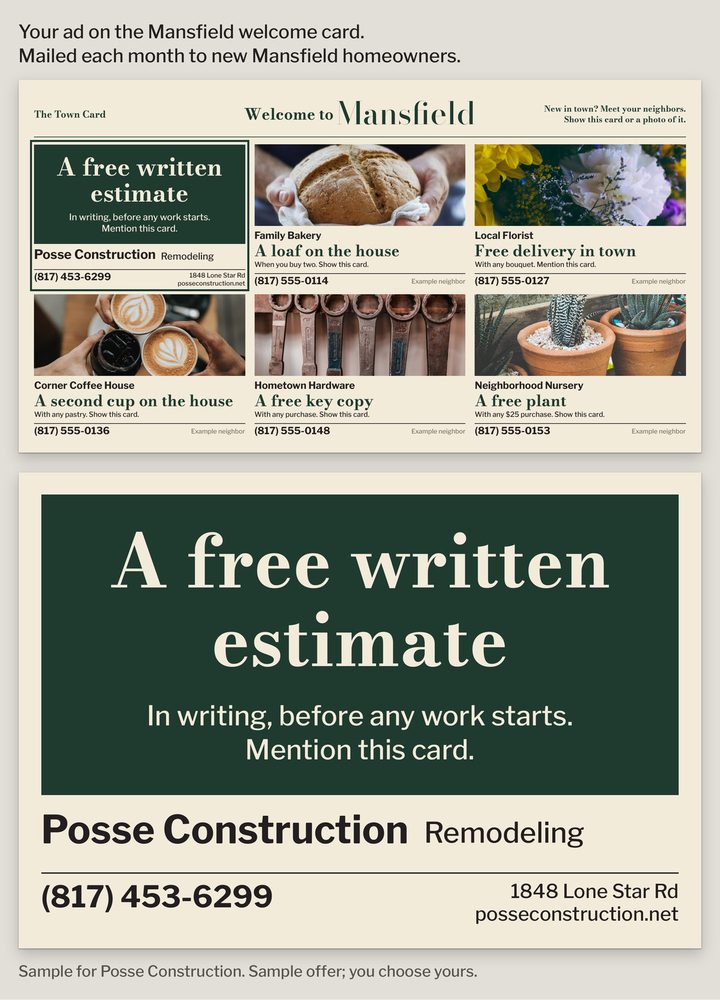 Your ad on the Mansfield welcome card.
Mailed each month to new Mansfield homeowners.
The Town Card
Welcome to Mansfield
New in town? Meet your neighbors.
Show this card or a photo of it.
A free written
estimate
In writing, before any work starts.
Mention this card.
Posse Construction Remodeling
(817) 453-6299
1848 Lone Star Rd
posseconstruction.net
Family Bakery
A loaf on the house
When you buy two. Show this card.
(817) 555-0114
Example neighbor
Local Florist
Free delivery in town
With any bouquet. Mention this card.
(817) 555-0127
Example neighbor
Corner Coffee House
A second cup on the house
With any pastry. Show this card.
(817) 555-0136
Example neighbor
Hometown Hardware
A free key copy
With any purchase. Show this card.
(817) 555-0148
Example neighbor
Neighborhood Nursery
A free plant
With any $25 purchase. Show this card.
(817) 555-0153
Example neighbor
A free written
estimate
In writing, before any work starts.
Mention this card.
Posse Construction Remodeling
(817) 453-6299
1848 Lone Star Rd
posseconstruction.net
Sample for Posse Construction. Sample offer; you choose yours.